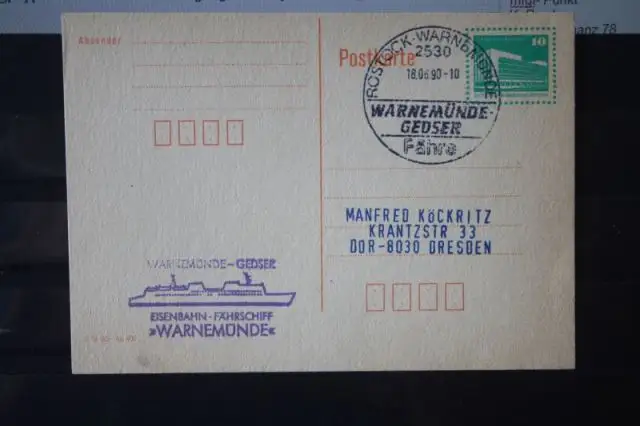 Absender
Postkarte
10
ROSTOCK-WARNEMÜNDE
2530
18.06.90-10
WARNEMÜNDE-
GEDSER
Fähre
MANFRED KöCKRITZ
KRANTZSTR 33
DDR-8030 DRESDEN
WARNEMÜNDE-GEDSER
EISENBAHN-FÄHRSCHIFF
»WARNEMÜNDE«